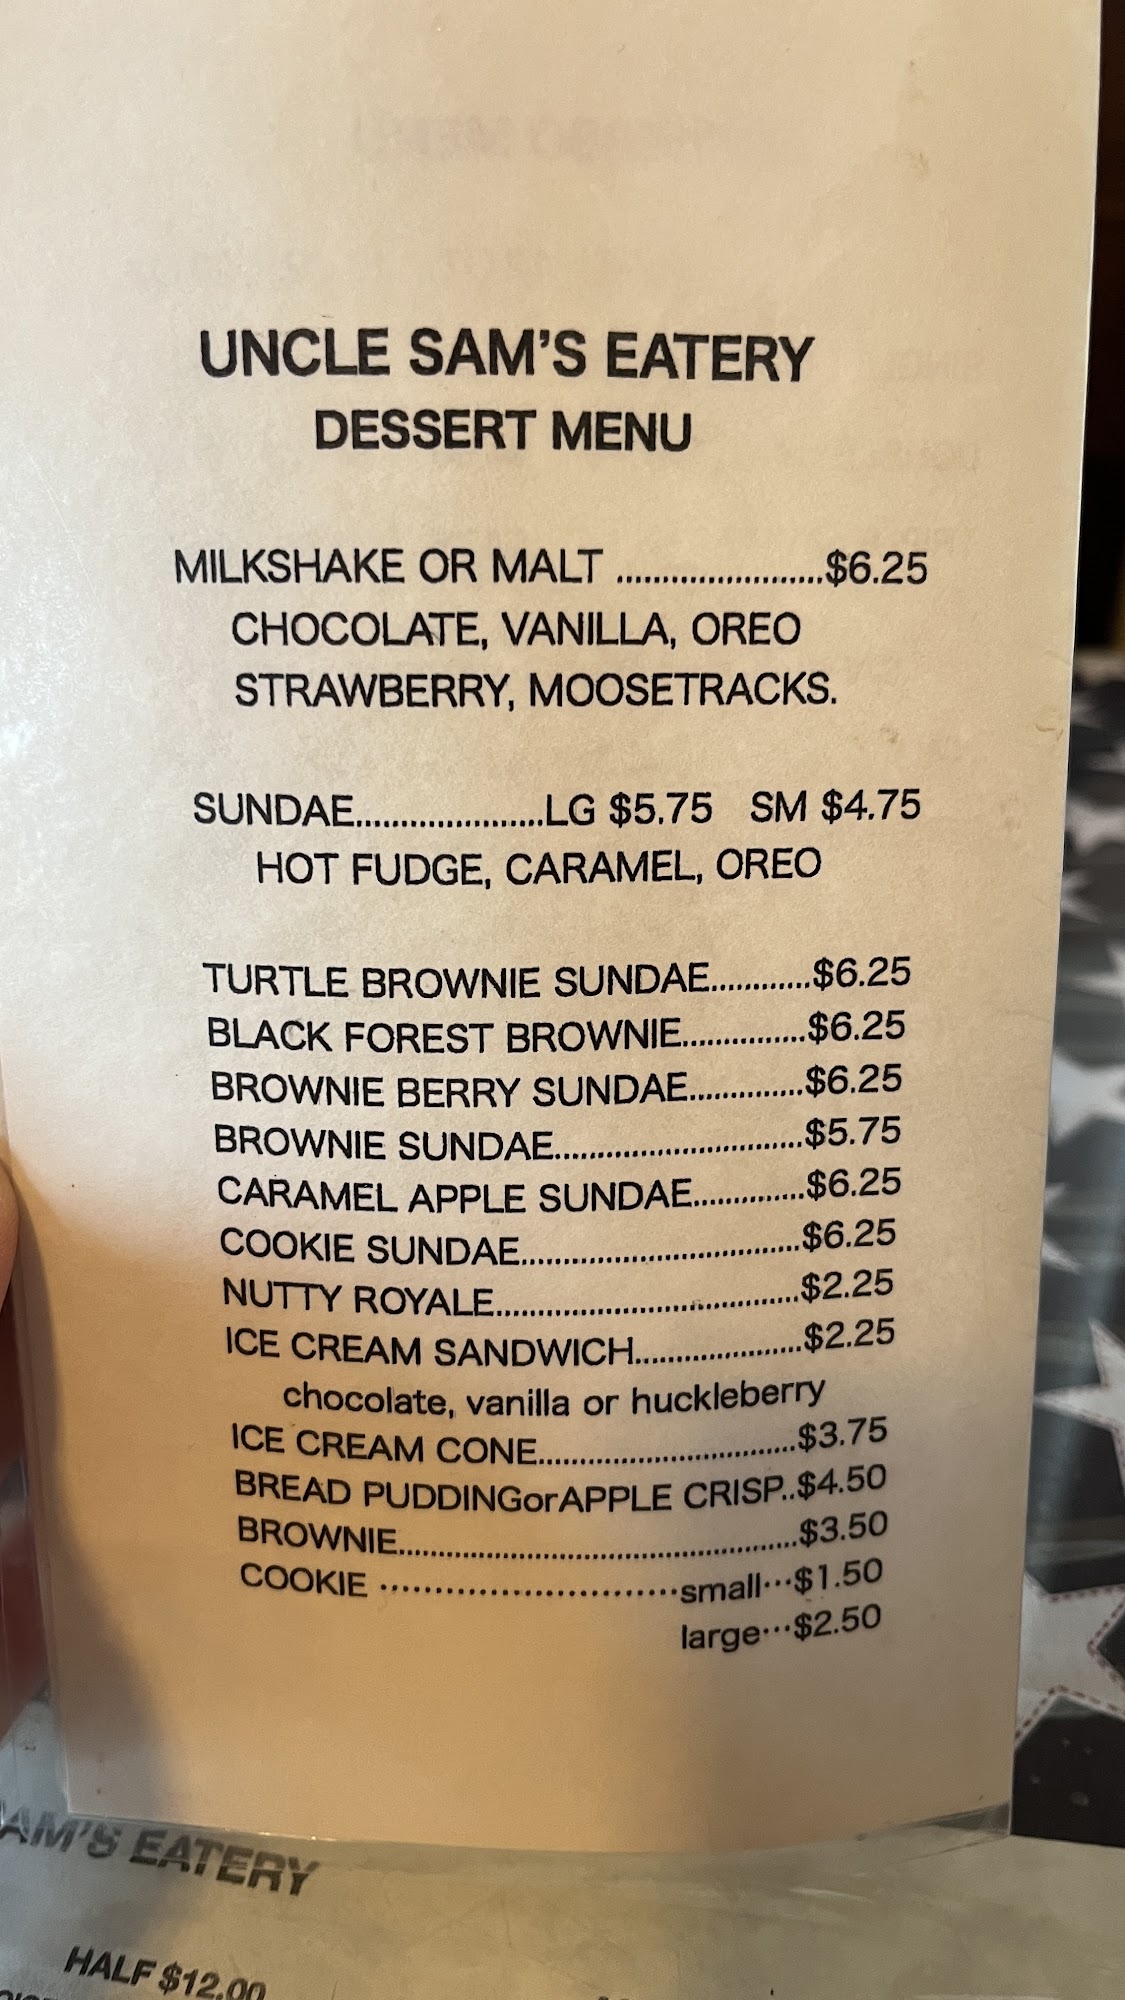 UNCLE SAM'S EATERY
DESSERT MENU
MILKSHAKE OR MALT .......................$6.25
CHOCOLATE, VANILLA, OREO
STRAWBERRY, MOOSETRACKS.
SUNDAE.....................LG $5.75 SM $4.75
HOT FUDGE, CARAMEL, OREO
TURTLE BROWNIE SUNDAE............$6.25
BLACK FOREST BROWNIE...............$6.25
BROWNIE BERRY SUNDAE..............$6.25
BROWNIE SUNDAE.............................$5.75
CARAMEL APPLE SUNDAE.............$6.25
COOKIE SUNDAE.................................$6.25
NUTTY ROYALE....................................$2.25
ICE CREAM SANDWICH....................$2.25
chocolate, vanilla or huckleberry
ICE CREAM CONE..............................$3.75
BREAD PUDDINGorAPPLE CRISP..$4.50
BROWNIE................................................$3.50
COOKIE ............................small...$1.50
large...$2.50
AM'S EATERY
HALF $12.00